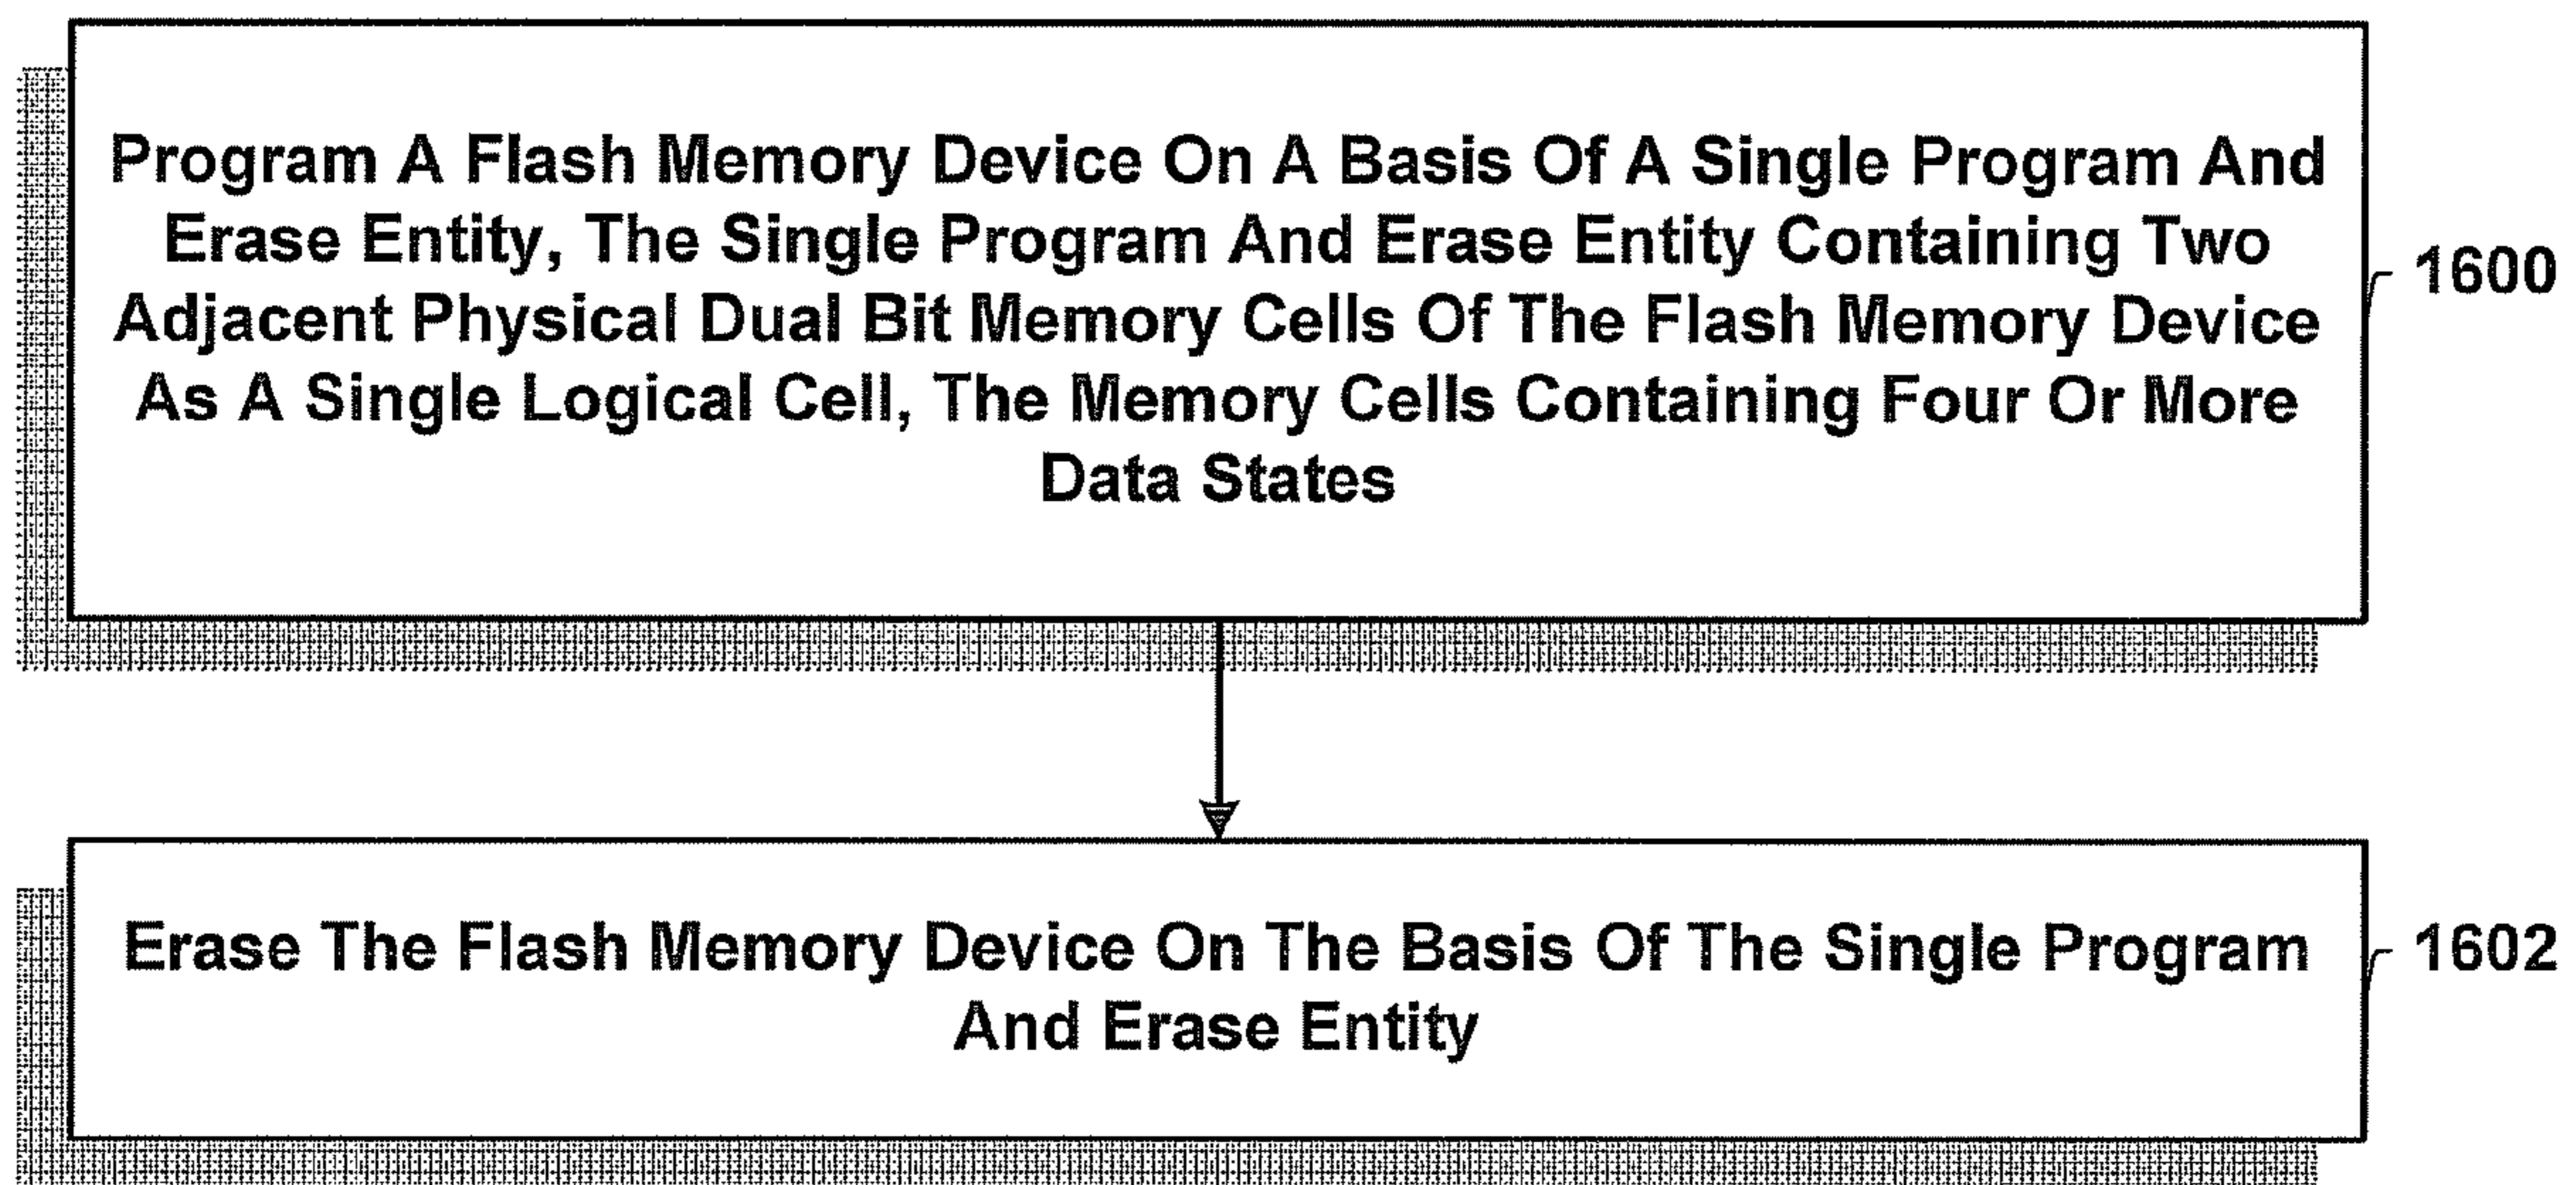 Program A Flash Memory Device On A Basis Of A Single Program And
Erase Entity, The Single Program And Erase Entity Containing Two
Adjacent Physical Dual Bit Memory Cells Of The Flash Memory Device
As A Single Logical Cell, The Memory Cells Containing Four Or More
Data States
1600
Erase The Flash Memory Device On The Basis Of The Single Program
And Erase Entity
1602